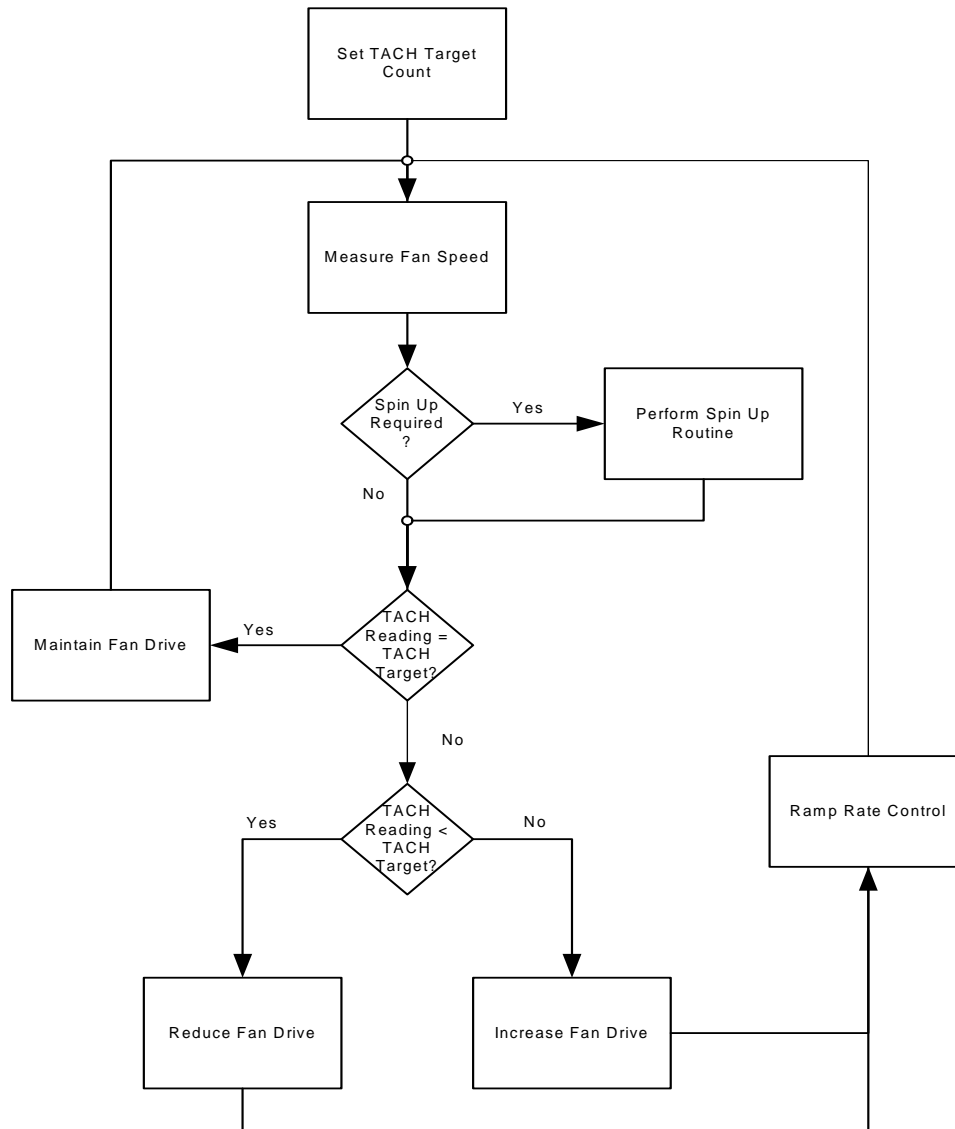 Set TACH Target
Count
Measure Fan Speed
Spin Up
Required
?
Yes
Perform Spin Up
Routine
No
TACH
Reading =
TACH
Target?
Yes
Maintain Fan Drive
No
TACH
Reading <
TACH
Target?
Yes
No
Ramp Rate Control
Reduce Fan Drive
Increase Fan Drive